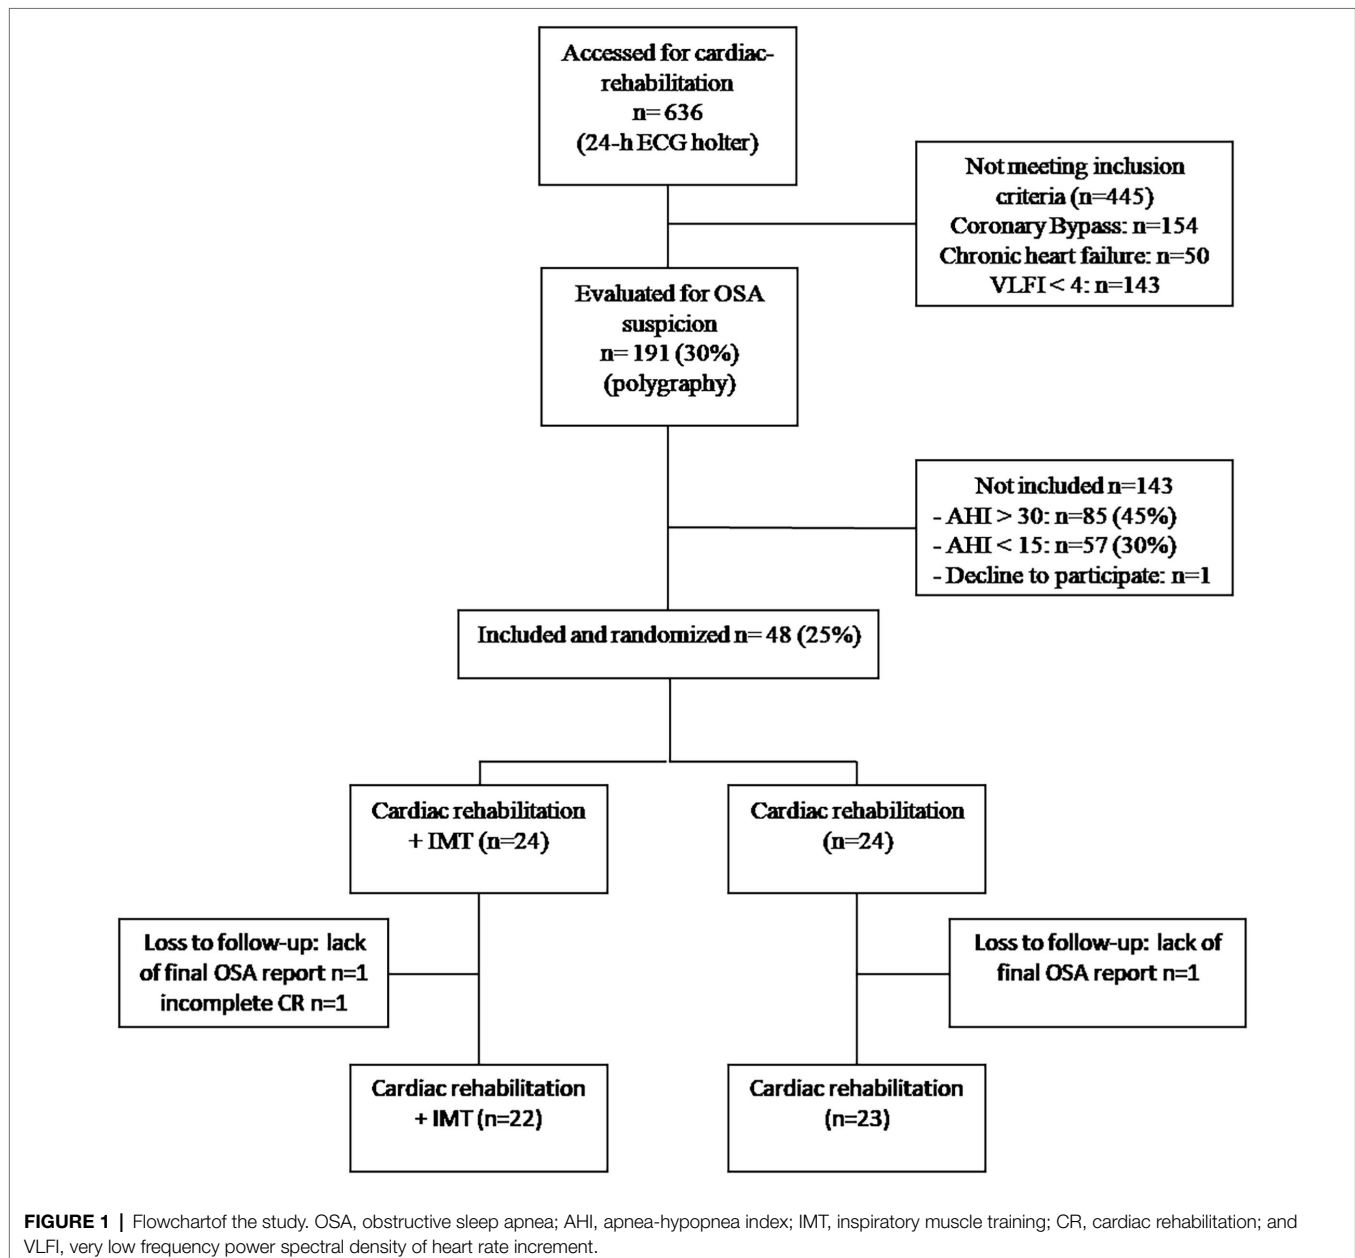 Accessed for cardiac-
rehabilitation
n= 636
(24-h ECG holter)
Not meeting inclusion
criteria (n=445)
Coronary Bypass: n=154
Chronic heart failure: n=50
VLFI < 4: n=143
Evaluated for OSA
suspicion
n= 191 (30%)
(polygraphy)
Not included n=143
- AHI > 30: n=85 (45%)
- AHI < 15: n=57 (30%)
- Decline to participate: n=1
Included and randomized n= 48 (25%)
Cardiac rehabilitation
+ IMT (n=24)
Cardiac rehabilitation
(n=24)
Loss to follow-up: lack
of final OSA report n=1
incomplete CR n=1
Loss to follow-up: lack of
final OSA report n=1
Cardiac rehabilitation
+ IMT (n=22)
Cardiac rehabilitation
(n=23)
FIGURE 1 | Flowchartof the study. OSA, obstructive sleep apnea; AHI, apnea-hypopnea index; IMT, inspiratory muscle training; CR, cardiac rehabilitation; and
VLFI, very low frequency power spectral density of heart rate increment.